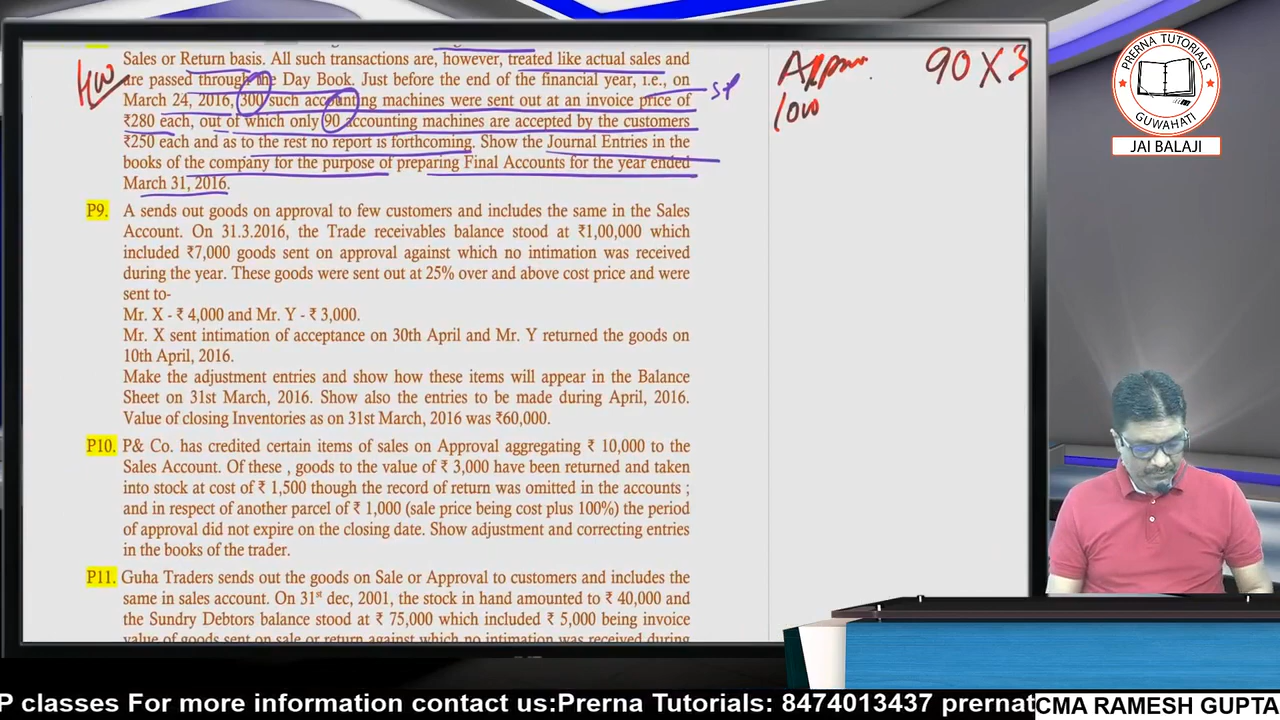 Sales or Return basis. All such transactions are, however, treated like actual sales and
are passed through the Day Book. Just before the end of the financial year, i.e., on
March 24, 2016, 300 such accounting machines were sent out at an invoice price of
₹280 each, out of which only 90 accounting machines are accepted by the customers
₹250 each and as to the rest no report is forthcoming. Show the Journal Entries in the
books of the company for the purpose of preparing Final Accounts for the year ended
March 31, 2016.
P9. A sends out goods on approval to few customers and includes the same in the Sales
Account. On 31.3.2016, the Trade receivables balance stood at ₹1,00,000 which
included ₹7,000 goods sent on approval against which no intimation was received
during the year. These goods were sent out at 25% over and above cost price and were
sent to-
Mr. X - ₹ 4,000 and Mr. Y - ₹ 3,000.
Mr. X sent intimation of acceptance on 30th April and Mr. Y returned the goods on
10th April, 2016.
Make the adjustment entries and show how these items will appear in the Balance
Sheet on 31st March, 2016. Show also the entries to be made during April, 2016.
Value of closing Inventories as on 31st March, 2016 was ₹60,000.
P10. P& Co. has credited certain items of sales on Approval aggregating ₹ 10,000 to the
Sales Account. Of these , goods to the value of ₹ 3,000 have been returned and taken
into stock at cost of ₹ 1,500 though the record of return was omitted in the accounts ;
and in respect of another parcel of ₹ 1,000 (sale price being cost plus 100%) the period
of approval did not expire on the closing date. Show adjustment and correcting entries
in the books of the trader.
P11. Guha Traders sends out the goods on Sale or Approval to customers and includes the
same in sales account. On 31st dec, 2001, the stock in hand amounted to ₹ 40,000 and
the Sundry Debtors balance stood at ₹ 75,000 which included ₹ 5,000 being invoice
value of goods sent on sale or return against which no intimation was received during
HW
SP
90 X 3
PRERNA TUTORIALS
GUWAHATI
JAI BALAJI
P classes For more information contact us:Prerna Tutorials: 8474013437 prernat
CMA RAMESH GUPTA